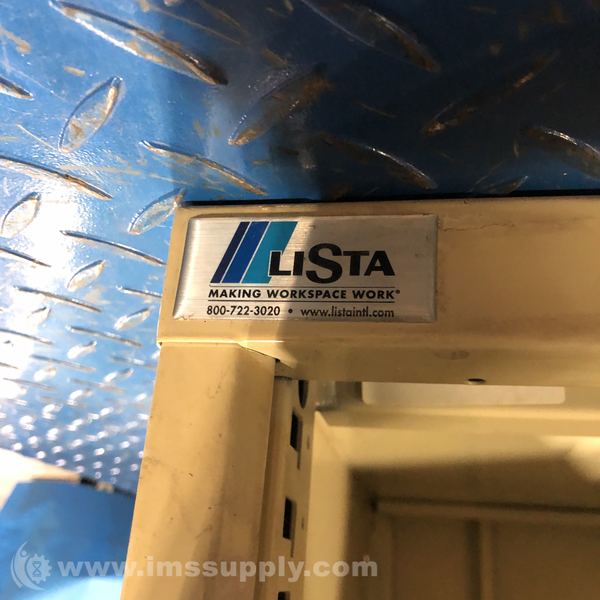 LISTA
MAKING WORKSPACE WORK®
800-722-3020 • www.listaintl.com
www.imssupply.com